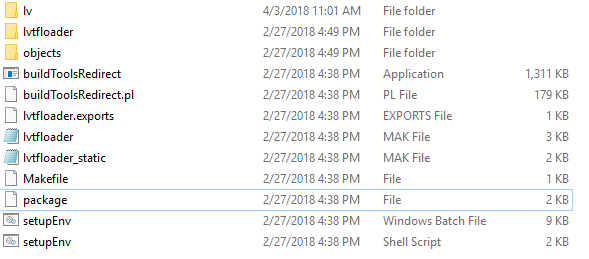 lv 4/3/2018 11:01 AM File folder
lvtfloader 2/27/2018 4:49 PM File folder
objects 2/27/2018 4:49 PM File folder
buildToolsRedirect 2/27/2018 4:38 PM Application 1,311 KB
buildToolsRedirect.pl 2/27/2018 4:38 PM PL File 179 KB
lvtfloader.exports 2/27/2018 4:38 PM EXPORTS File 1 KB
lvtfloader 2/27/2018 4:38 PM MAK File 3 KB
lvtfloader_static 2/27/2018 4:38 PM MAK File 2 KB
Makefile 2/27/2018 4:38 PM File 1 KB
package 2/27/2018 4:38 PM File 2 KB
setupEnv 2/27/2018 4:38 PM Windows Batch File 9 KB
setupEnv 2/27/2018 4:38 PM Shell Script 2 KB